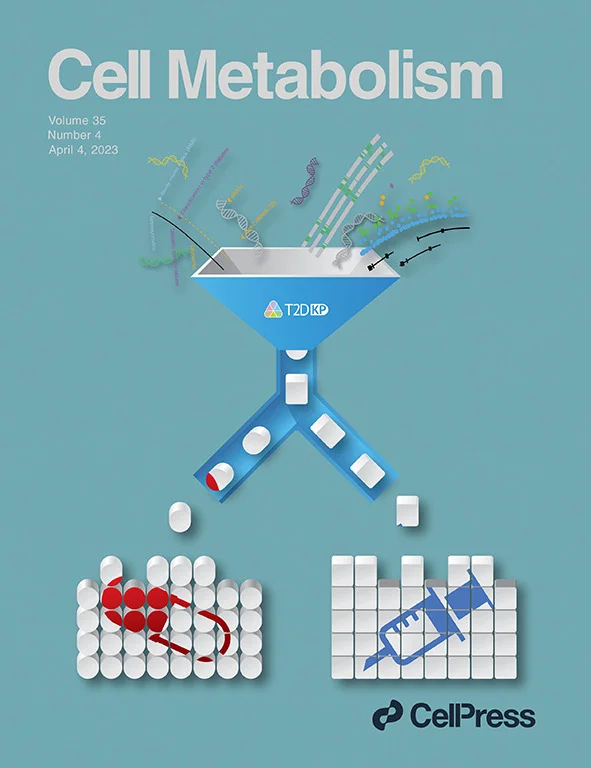 Cell Metabolism
Volume 35
Number 4
April 4, 2023
T2DKP
CellPress